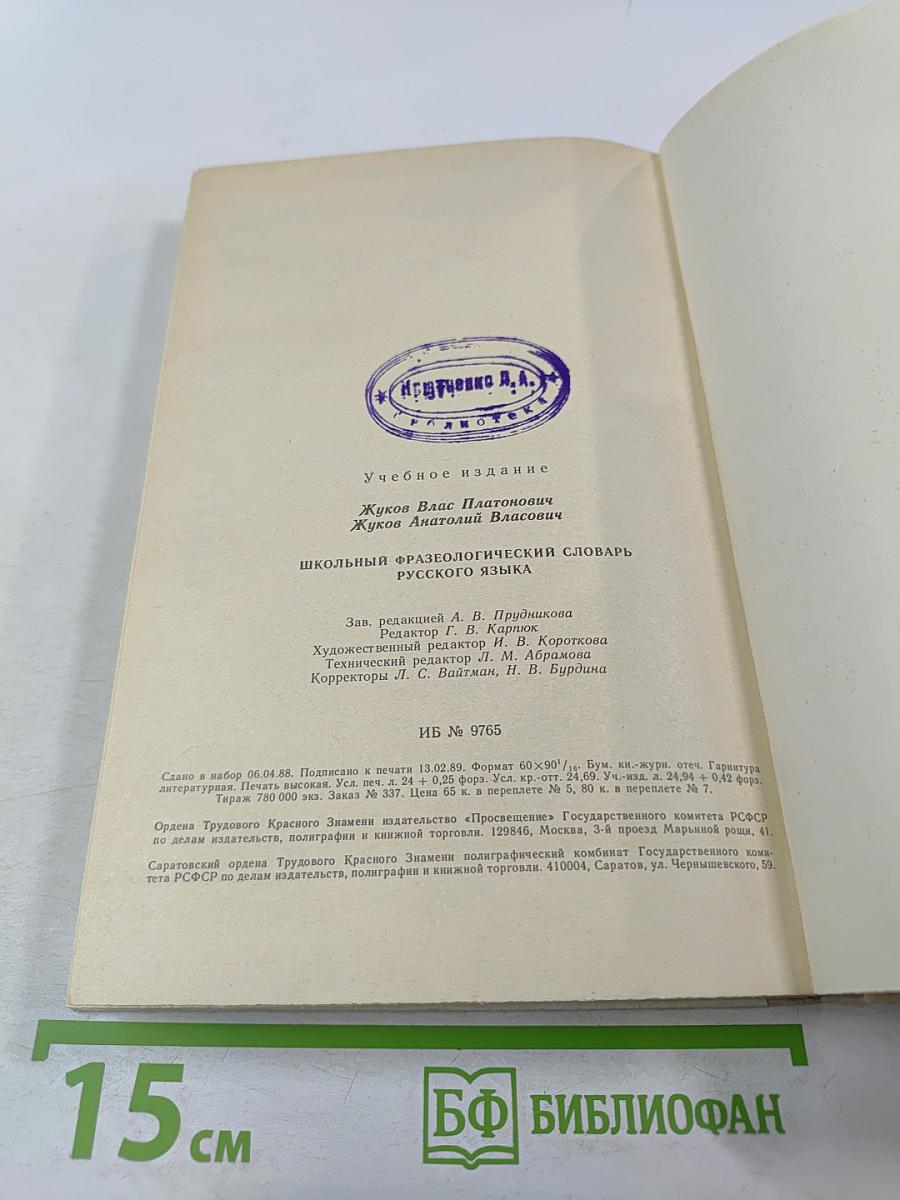 Л. А.
Библиотека
Учебное издание
Жуков Влас Платонович
Жуков Анатолий Власович
ШКОЛЬНЫЙ ФРАЗЕОЛОГИЧЕСКИЙ СЛОВАРЬ
РУССКОГО ЯЗЫКА
Зав. редакцией А. В. Прудникова
Редактор Г. В. Карпюк
Художественный редактор И. В. Короткова
Технический редактор Л. М. Абрамова
Корректоры Л. С. Вайтман, Н. В. Бурдина
ИБ № 9765
Сдано в набор 06.04.88. Подписано к печати 13.02.89. Формат 60×90¹/₁₆. Бум. кн.-журн. отеч. Гарнитура
литературная. Печать высокая. Усл. печ. л. 24 + 0,25 форз. Усл. кр.-отт. 24,69. Уч.-изд. л. 24,94 + 0,42 форз.
Тираж 780 000 экз. Заказ № 337. Цена 65 к. в переплете № 5, 80 к. в переплете № 7.
Ордена Трудового Красного Знамени издательство «Просвещение» Государственного комитета РСФСР
по делам издательств, полиграфии и книжной торговли. 129846, Москва, 3-й проезд Марьиной рощи, 41.
Саратовский ордена Трудового Красного Знамени полиграфический комбинат Государственного коми-
тета РСФСР по делам издательств, полиграфии и книжной торговли. 410004, Саратов, ул. Чернышевского, 59.
15 см
БФ БИБЛИОФАН